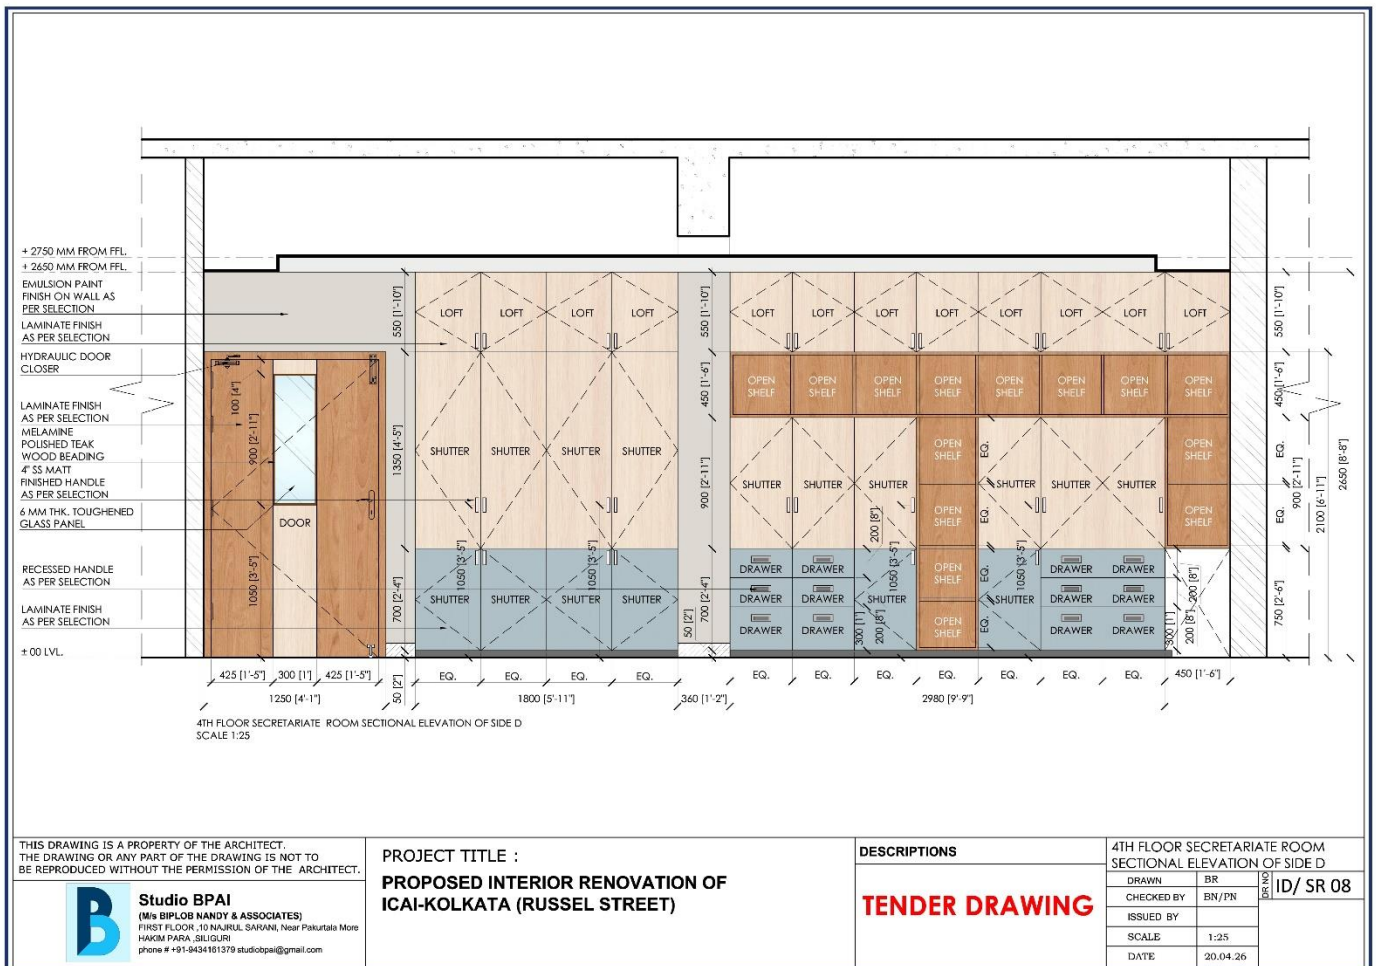 + 2750 MM FROM FFL.
+ 2650 MM FROM FFL.
EMULSION PAINT
FINISH ON WALL AS
PER SELECTION
LAMINATE FINISH
AS PER SELECTION
HYDRAULIC DOOR
CLOSER
LAMINATE FINISH
AS PER SELECTION
MELAMINE
POLISHED TEAK
WOOD BEADING
4" SS MATT
FINISHED HANDLE
AS PER SELECTION
6 MM THK. TOUGHENED
GLASS PANEL
RECESSED HANDLE
AS PER SELECTION
LAMINATE FINISH
AS PER SELECTION
± 00 LVL.
100 [4"]
900 [2'-11"]
1050 [3'-5"]
DOOR
550 [1'-10"]
1350 [4'-5"]
700 [2'-4"]
50 [2"]
LOFT LOFT LOFT LOFT
SHUTTER SHUTTER SHUTTER SHUTTER
1050 [3'-5"] 1050 [3'-5"]
SHUTTER SHUTTER SHUTTER SHUTTER
550 [1'-10"]
450 [1'-6"]
900 [2'-11"]
700 [2'-4"]
50 [2"]
LOFT LOFT LOFT LOFT LOFT LOFT LOFT LOFT
OPEN OPEN OPEN OPEN OPEN OPEN OPEN OPEN
SHELF SHELF SHELF SHELF SHELF SHELF SHELF SHELF
OPEN EQ. OPEN
SHELF SHELF
SHUTTER SHUTTER SHUTTER SHUTTER SHUTTER SHUTTER
OPEN EQ. OPEN
SHELF SHELF
200 [8"]
1050 [3'-5"] 1050 [3'-5"]
DRAWER DRAWER OPEN EQ. DRAWER DRAWER
SHELF
DRAWER DRAWER SHUTTER SHUTTER DRAWER DRAWER
DRAWER DRAWER OPEN EQ. DRAWER DRAWER
SHELF
300 [1'] 200 [8"]
200 [8"]
300 [1'] 200 [8"]
550 [1'-10"]
450 [1'-6"]
EQ.
900 [2'-11"]
EQ.
750 [2'-6"]
2100 [6'-11"]
2650 [8'-8"]
425 [1'-5"] 300 [1'] 425 [1'-5"] EQ. EQ. EQ. EQ. EQ. EQ. EQ. EQ. EQ. EQ. EQ. 450 [1'-6"]
1250 [4'-1"] 1800 [5'-11"] 360 [1'-2"] 2980 [9'-9"]
4TH FLOOR SECRETARIATE ROOM SECTIONAL ELEVATION OF SIDE D
SCALE 1:25
THIS DRAWING IS A PROPERTY OF THE ARCHITECT.
THE DRAWING OR ANY PART OF THE DRAWING IS NOT TO
BE REPRODUCED WITHOUT THE PERMISSION OF THE ARCHITECT.
Studio BPAI
(M/s BIPLOB NANDY & ASSOCIATES)
FIRST FLOOR ,10 NAJRUL SARANI, Near Pakurtala More
HAKIM PARA ,SILIGURI
phone # +91-9434161379 studiobpai@gmail.com
PROJECT TITLE :
PROPOSED INTERIOR RENOVATION OF
ICAI-KOLKATA (RUSSEL STREET)
DESCRIPTIONS
TENDER DRAWING
4TH FLOOR SECRETARIATE ROOM
SECTIONAL ELEVATION OF SIDE D
DRAWN BR
CHECKED BY BN/PN
ISSUED BY
SCALE 1:25
DATE 20.04.26
DR NO
ID/ SR 08